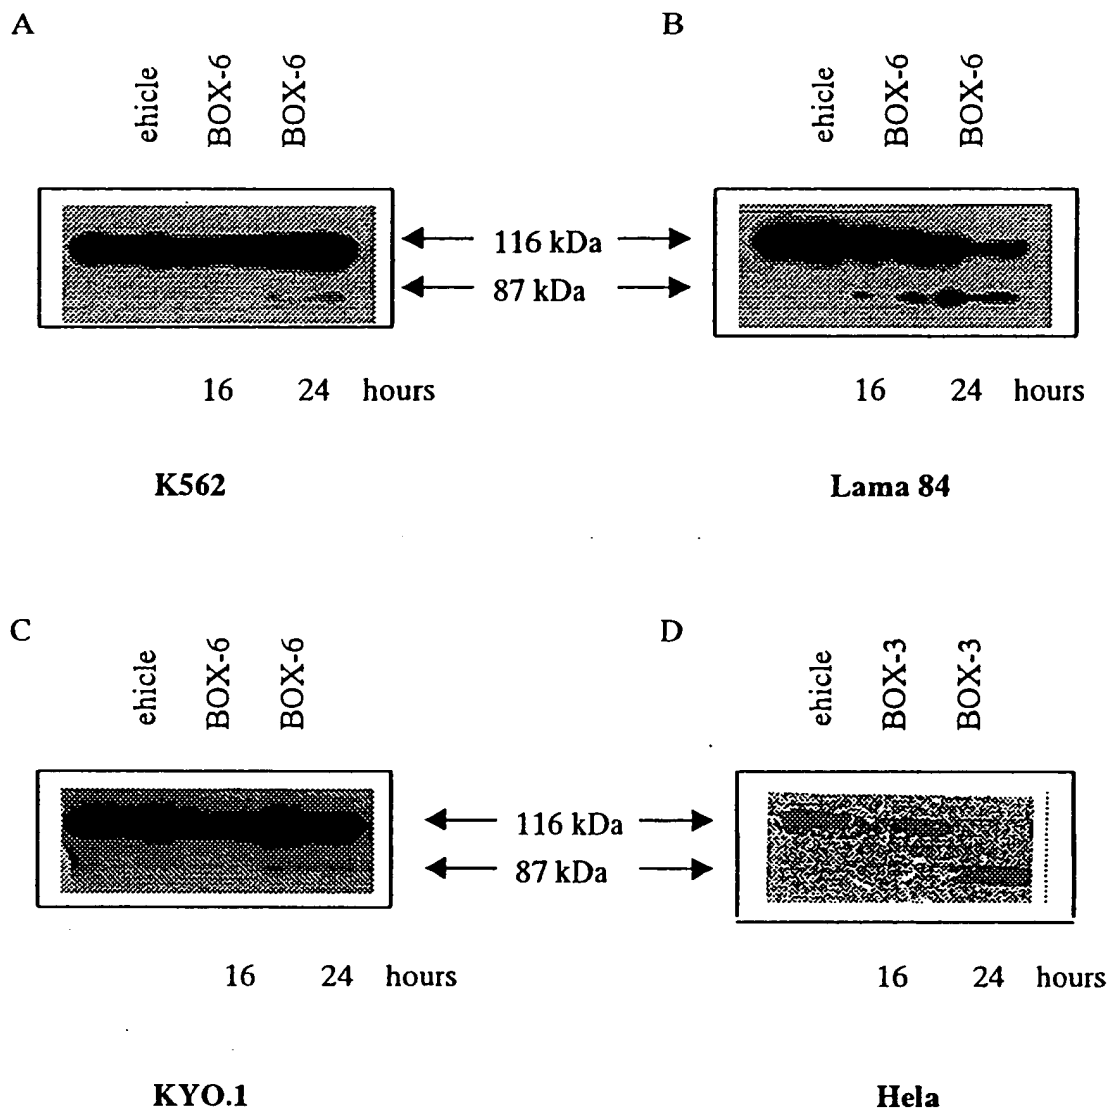 A
B
ehicle BOX-6 BOX-6
ehicle BOX-6 BOX-6
116 kDa
87 kDa
16 24 hours
16 24 hours
K562
Lama 84
C
D
ehicle BOX-6 BOX-6
ehicle BOX-3 BOX-3
116 kDa
87 kDa
16 24 hours
16 24 hours
KYO.1
Hela